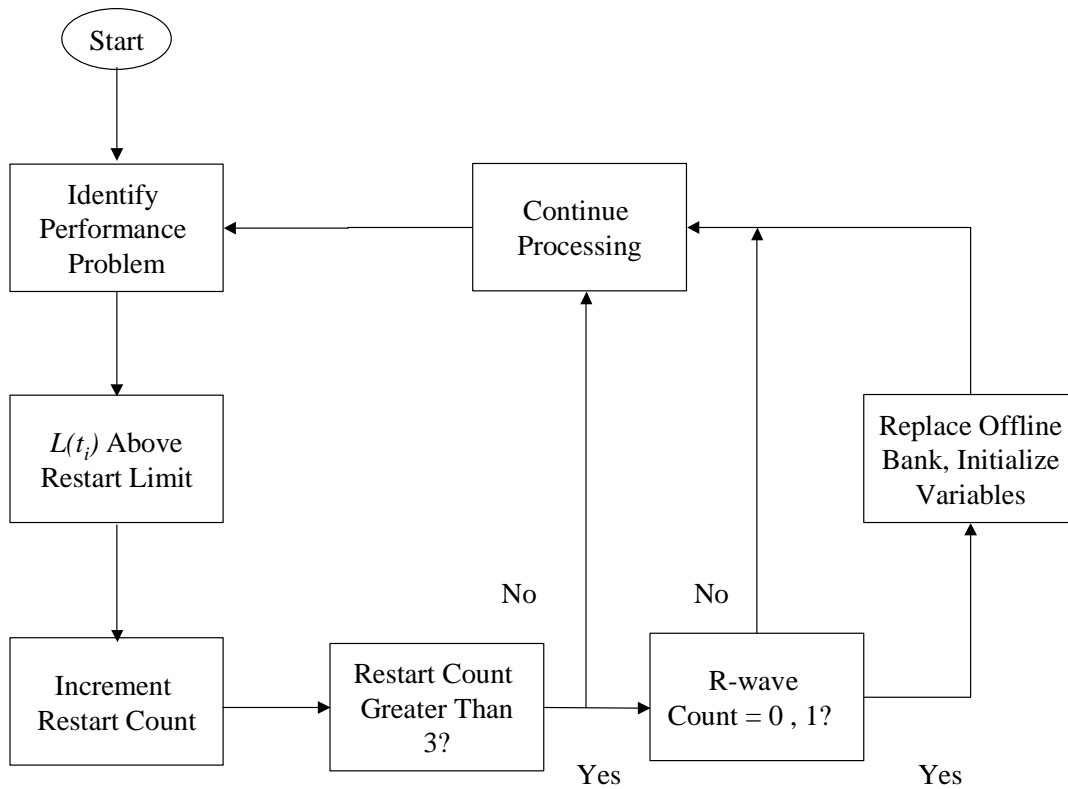 Start
Identify
Performance
Problem
Continue
Processing
L(t_i) Above
Restart Limit
Replace Offline
Bank, Initialize
Variables
No
No
Increment
Restart Count
Restart Count
Greater Than
3?
R-wave
Count = 0 , 1?
Yes
Yes